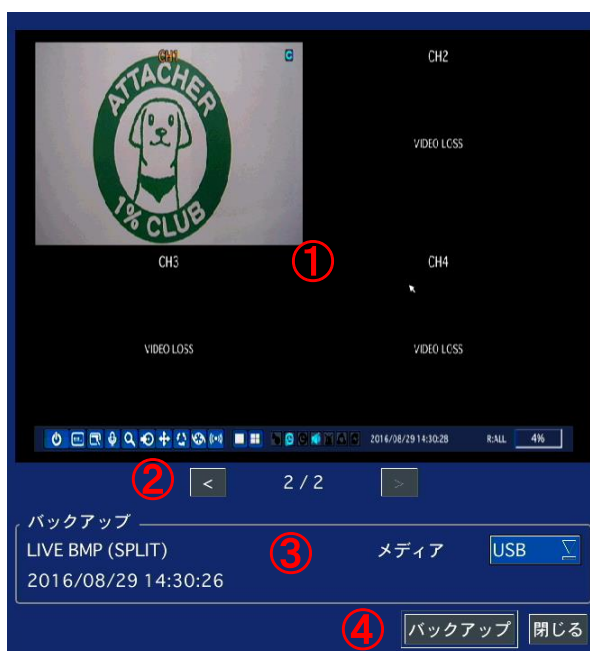 CH1
C
CH2
ATTACHER
1% CLUB
VIDEO LOSS
①
CH3
CH4
VIDEO LOSS
VIDEO LOSS
2016/08/29 14:30:28 R:ALL 4%
② < 2 / 2 >
バックアップ
LIVE BMP (SPLIT) ③ メディア USB
2016/08/29 14:30:26
④ バックアップ 閉じる